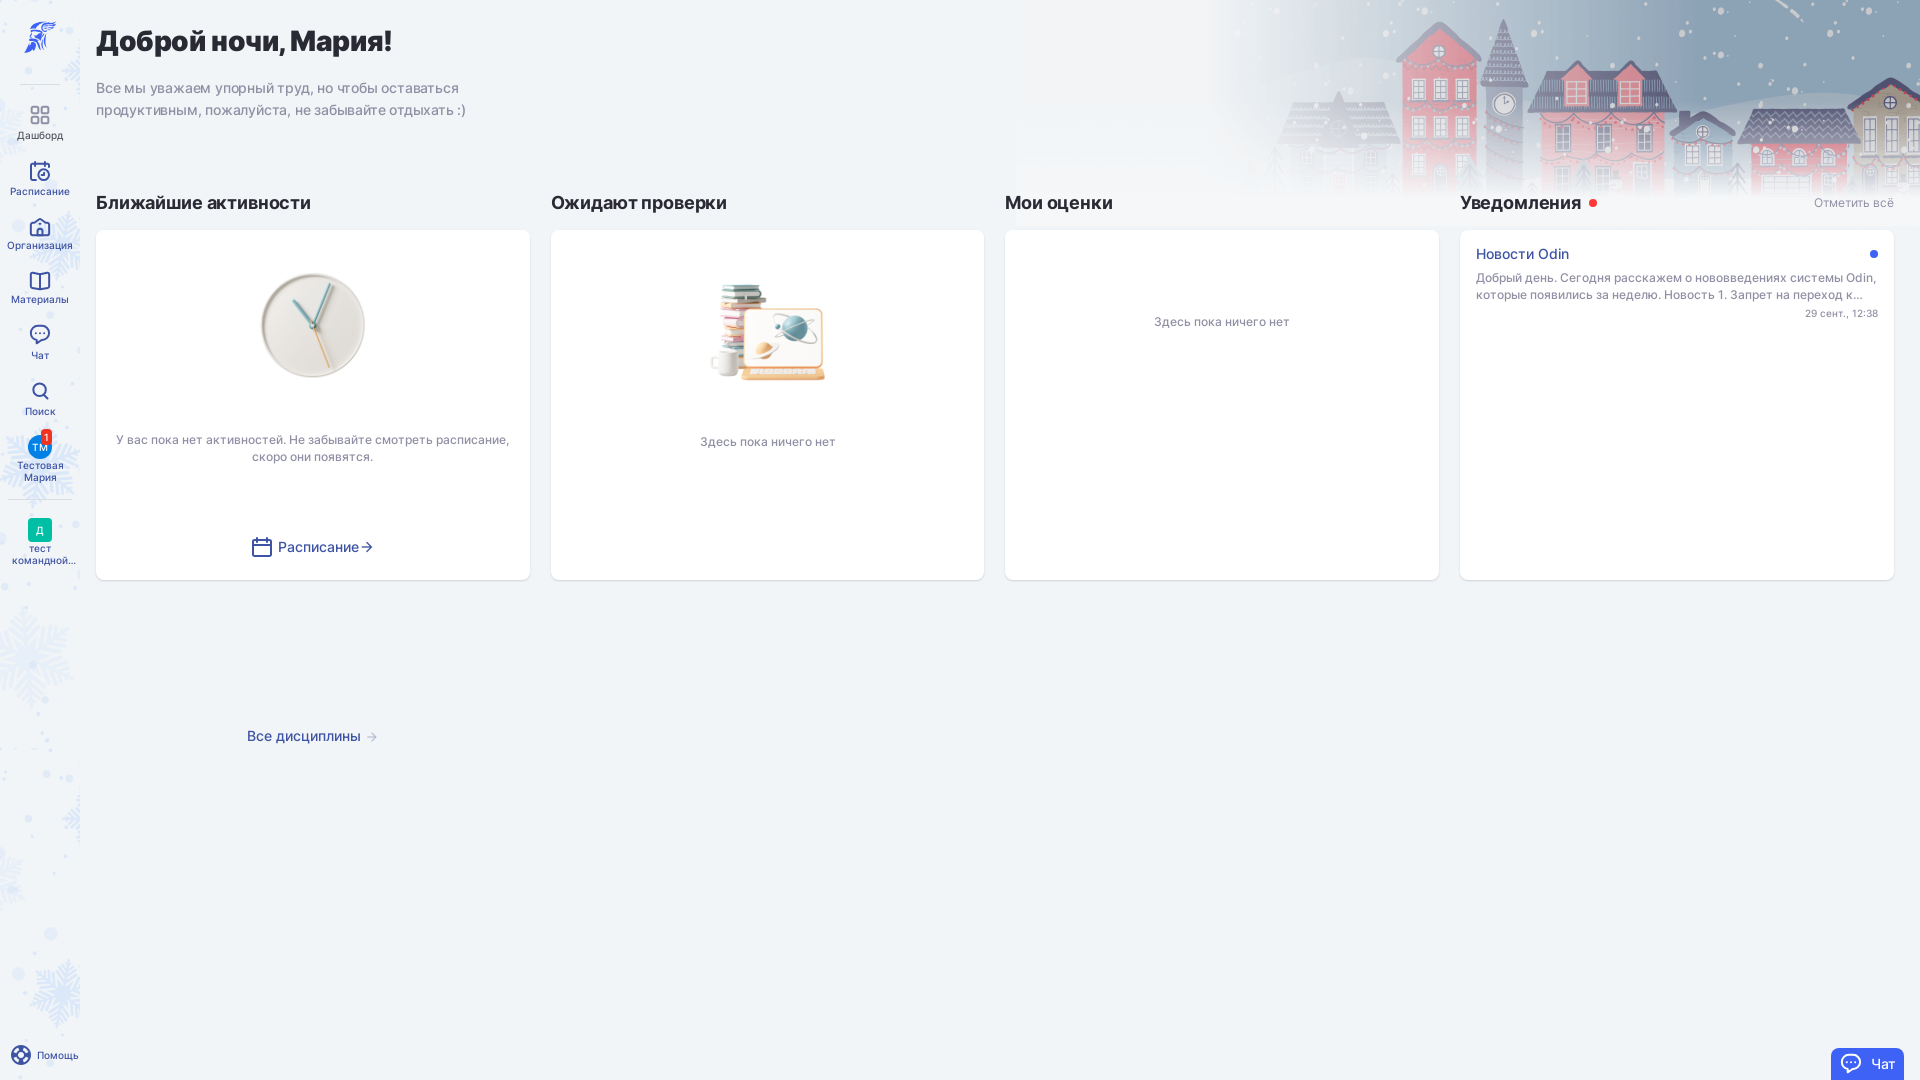 Доброй ночи, Мария!
Все мы уважаем упорный труд, но чтобы оставаться
продуктивным, пожалуйста, не забывайте отдыхать :)
Дашборд
Расписание
Организация
Материалы
Чат
Поиск
ТМ
1
Тестовая
Мария
Д
тест
командной...
Помощь
Ближайшие активности
У вас пока нет активностей. Не забывайте смотреть расписание,
скоро они появятся.
Расписание
Все дисциплины
Ожидают проверки
Здесь пока ничего нет
Мои оценки
Здесь пока ничего нет
Уведомления
Отметить всё
Новости Odin
Добрый день. Сегодня расскажем о нововведениях системы Odin,
которые появились за неделю. Новость 1. Запрет на переход к...
29 сент., 12:38
Чат